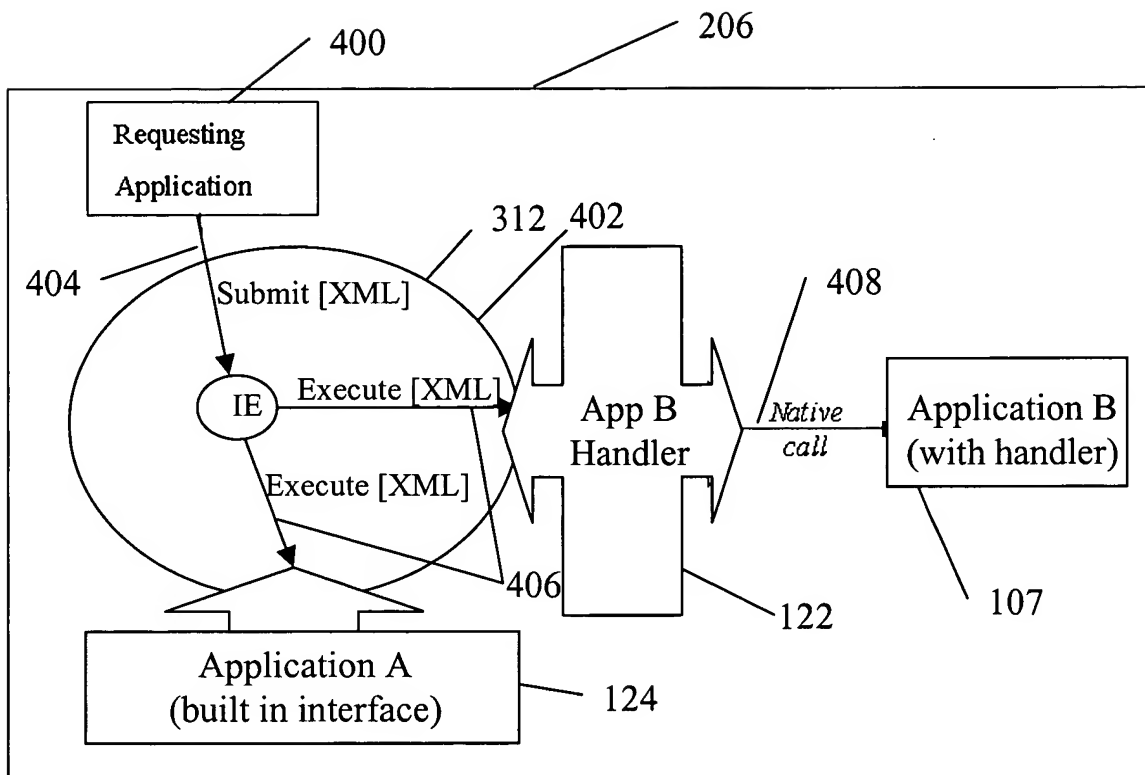 206
400
Requesting
Application
312
402
404
Submit [XML]
408
IE
Execute [XML]
App B
Handler
Native
call
Application B
(with handler)
Execute [XML]
406
122
107
Application A
(built in interface)
124